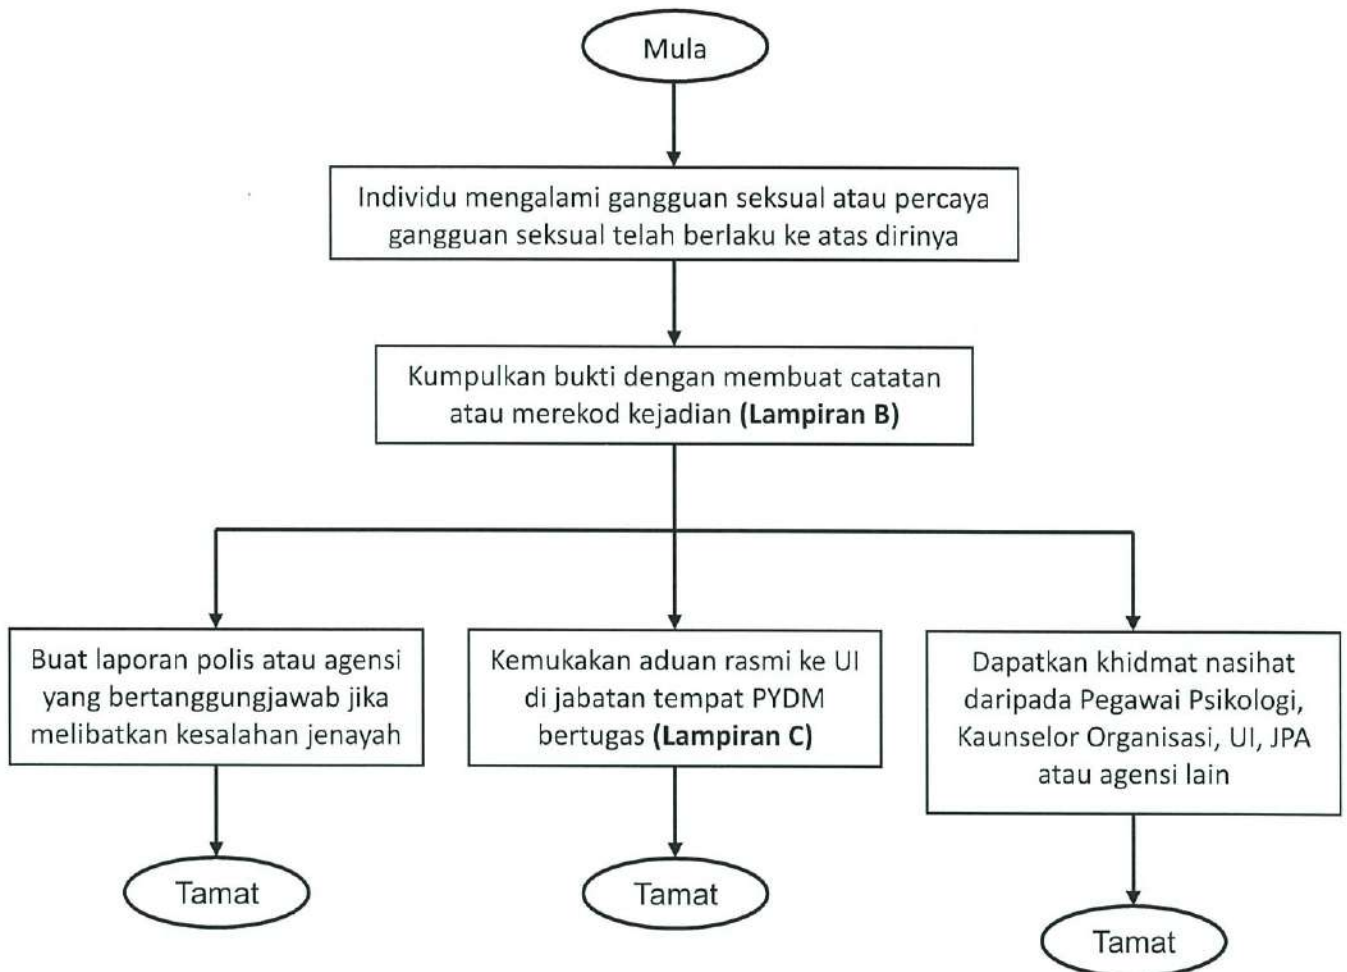 Mula
Individu mengalami gangguan seksual atau percaya
gangguan seksual telah berlaku ke atas dirinya
Kumpulkan bukti dengan membuat catatan
atau merekod kejadian (Lampiran B)
Buat laporan polis atau agensi
yang bertanggungjawab jika
melibatkan kesalahan jenayah
Kemukakan aduan rasmi ke UI
di jabatan tempat PYDM
bertugas (Lampiran C)
Dapatkan khidmat nasihat
daripada Pegawai Psikologi,
Kaunselor Organisasi, UI, JPA
atau agensi lain
Tamat
Tamat
Tamat